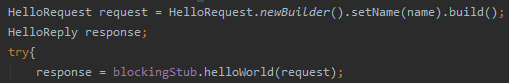 HelloRequest request = HelloRequest.newBuilder().setName(name).build();
HelloReply response;
try{
    response = blockingStub.helloWorld(request);